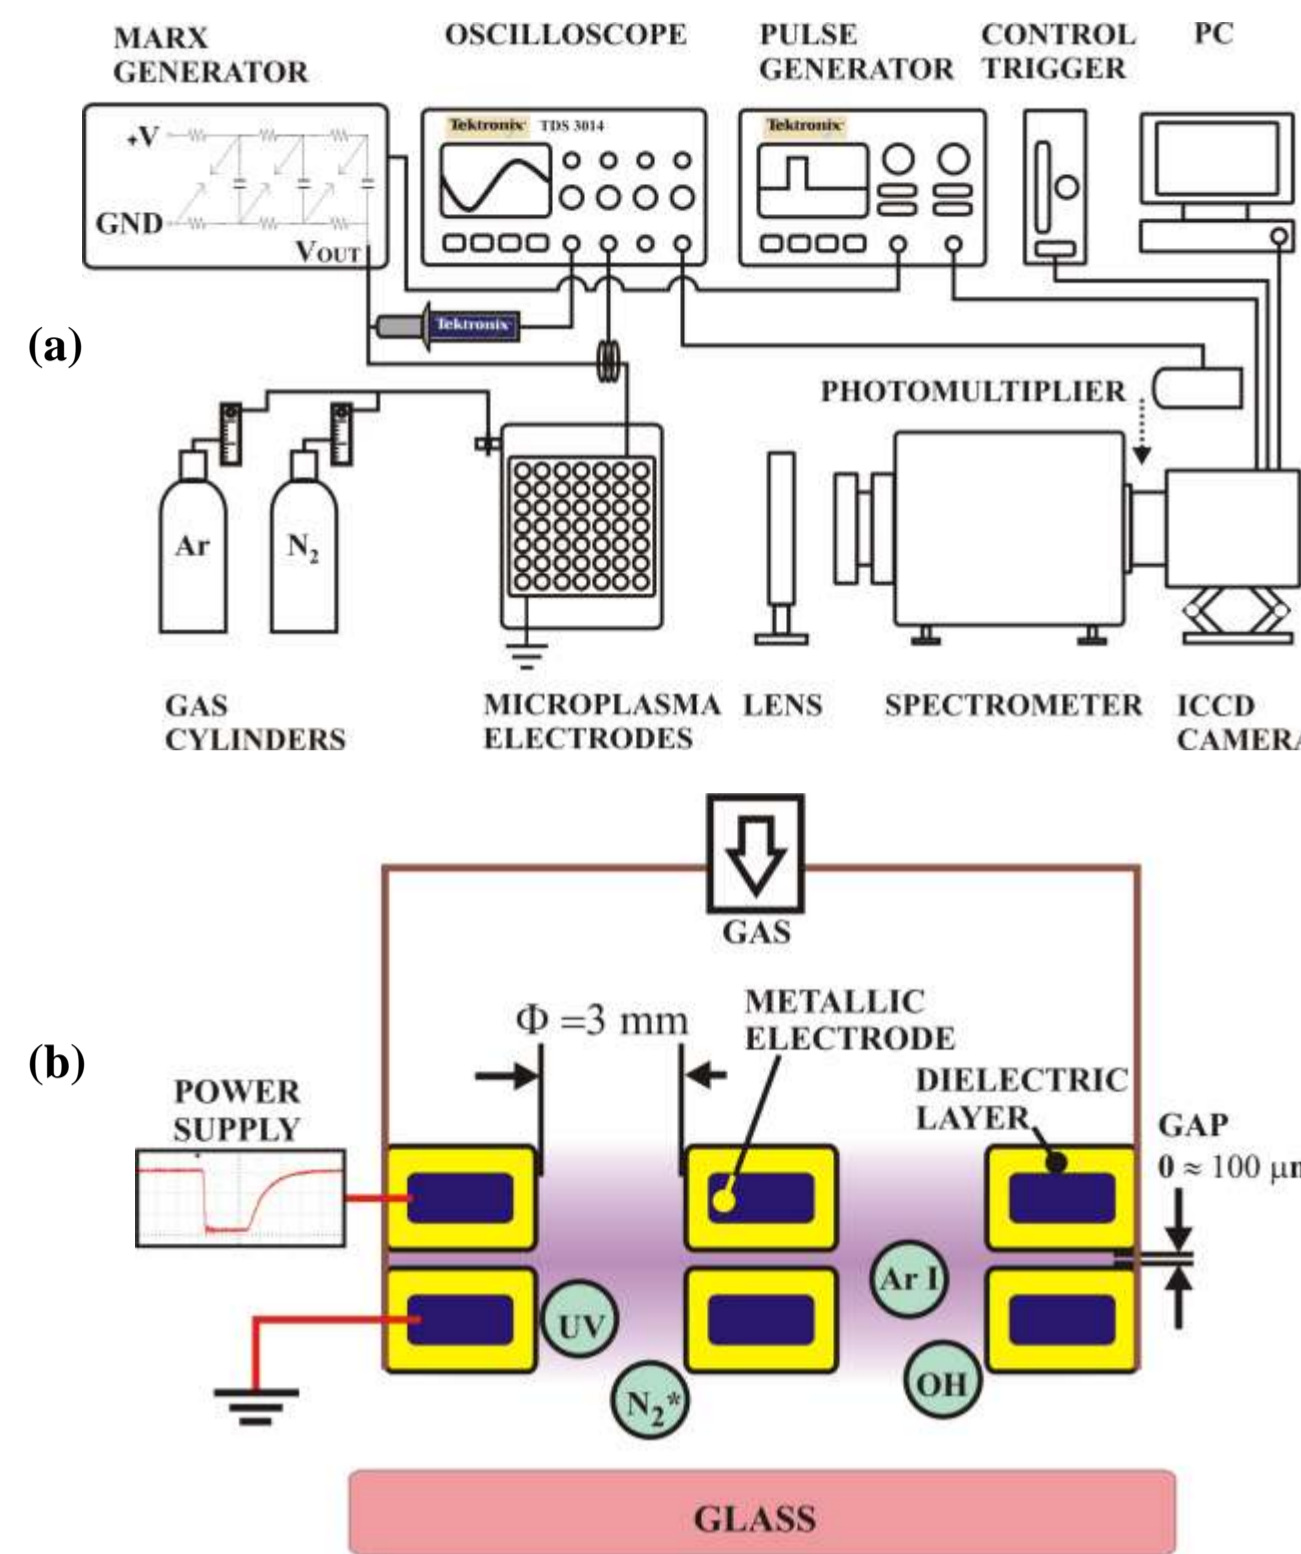 MARX
GENERATOR
OSCILLOSCOPE
PULSE
GENERATOR
CONTROL
TRIGGER
PC
+V
GND
VOUT
Tektronix TDS 3014
Tektronix
Tektronix
(a)
PHOTOMULTIPLIER
Ar
N2
GAS
CYLINDERS
MICROPLASMA
ELECTRODES
LENS
SPECTROMETER
ICCD
CAMERA
GAS
Φ =3 mm
METALLIC
ELECTRODE
(b)
POWER
SUPPLY
DIELECTRIC
LAYER
GAP
0 ≈ 100 μm
Ar I
UV
N2*
OH
GLASS